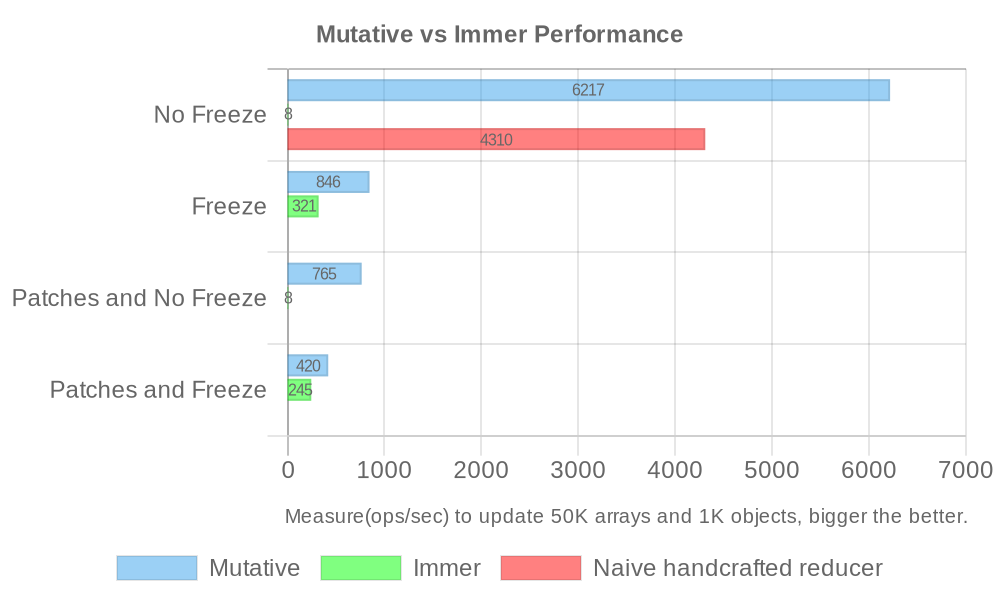 Mutative vs Immer Performance
No Freeze
6217
8
4310
Freeze
846
321
Patches and No Freeze
765
8
Patches and Freeze
420
245
0 1000 2000 3000 4000 5000 6000 7000
Measure(ops/sec) to update 50K arrays and 1K objects, bigger the better.
Mutative Immer Naive handcrafted reducer